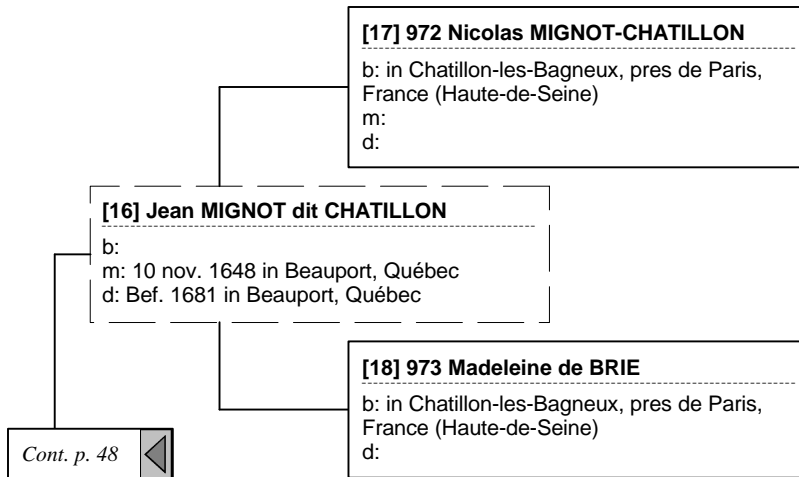 [17] 972 Nicolas MIGNOT-CHATILLON
b: in Chatillon-les-Bagneux, pres de Paris,
France (Haute-de-Seine)
m:
d:
[16] Jean MIGNOT dit CHATILLON
b:
m: 10 nov. 1648 in Beauport, Québec
d: Bef. 1681 in Beauport, Québec
[18] 973 Madeleine de BRIE
b: in Chatillon-les-Bagneux, pres de Paris,
France (Haute-de-Seine)
d:
Cont. p. 48